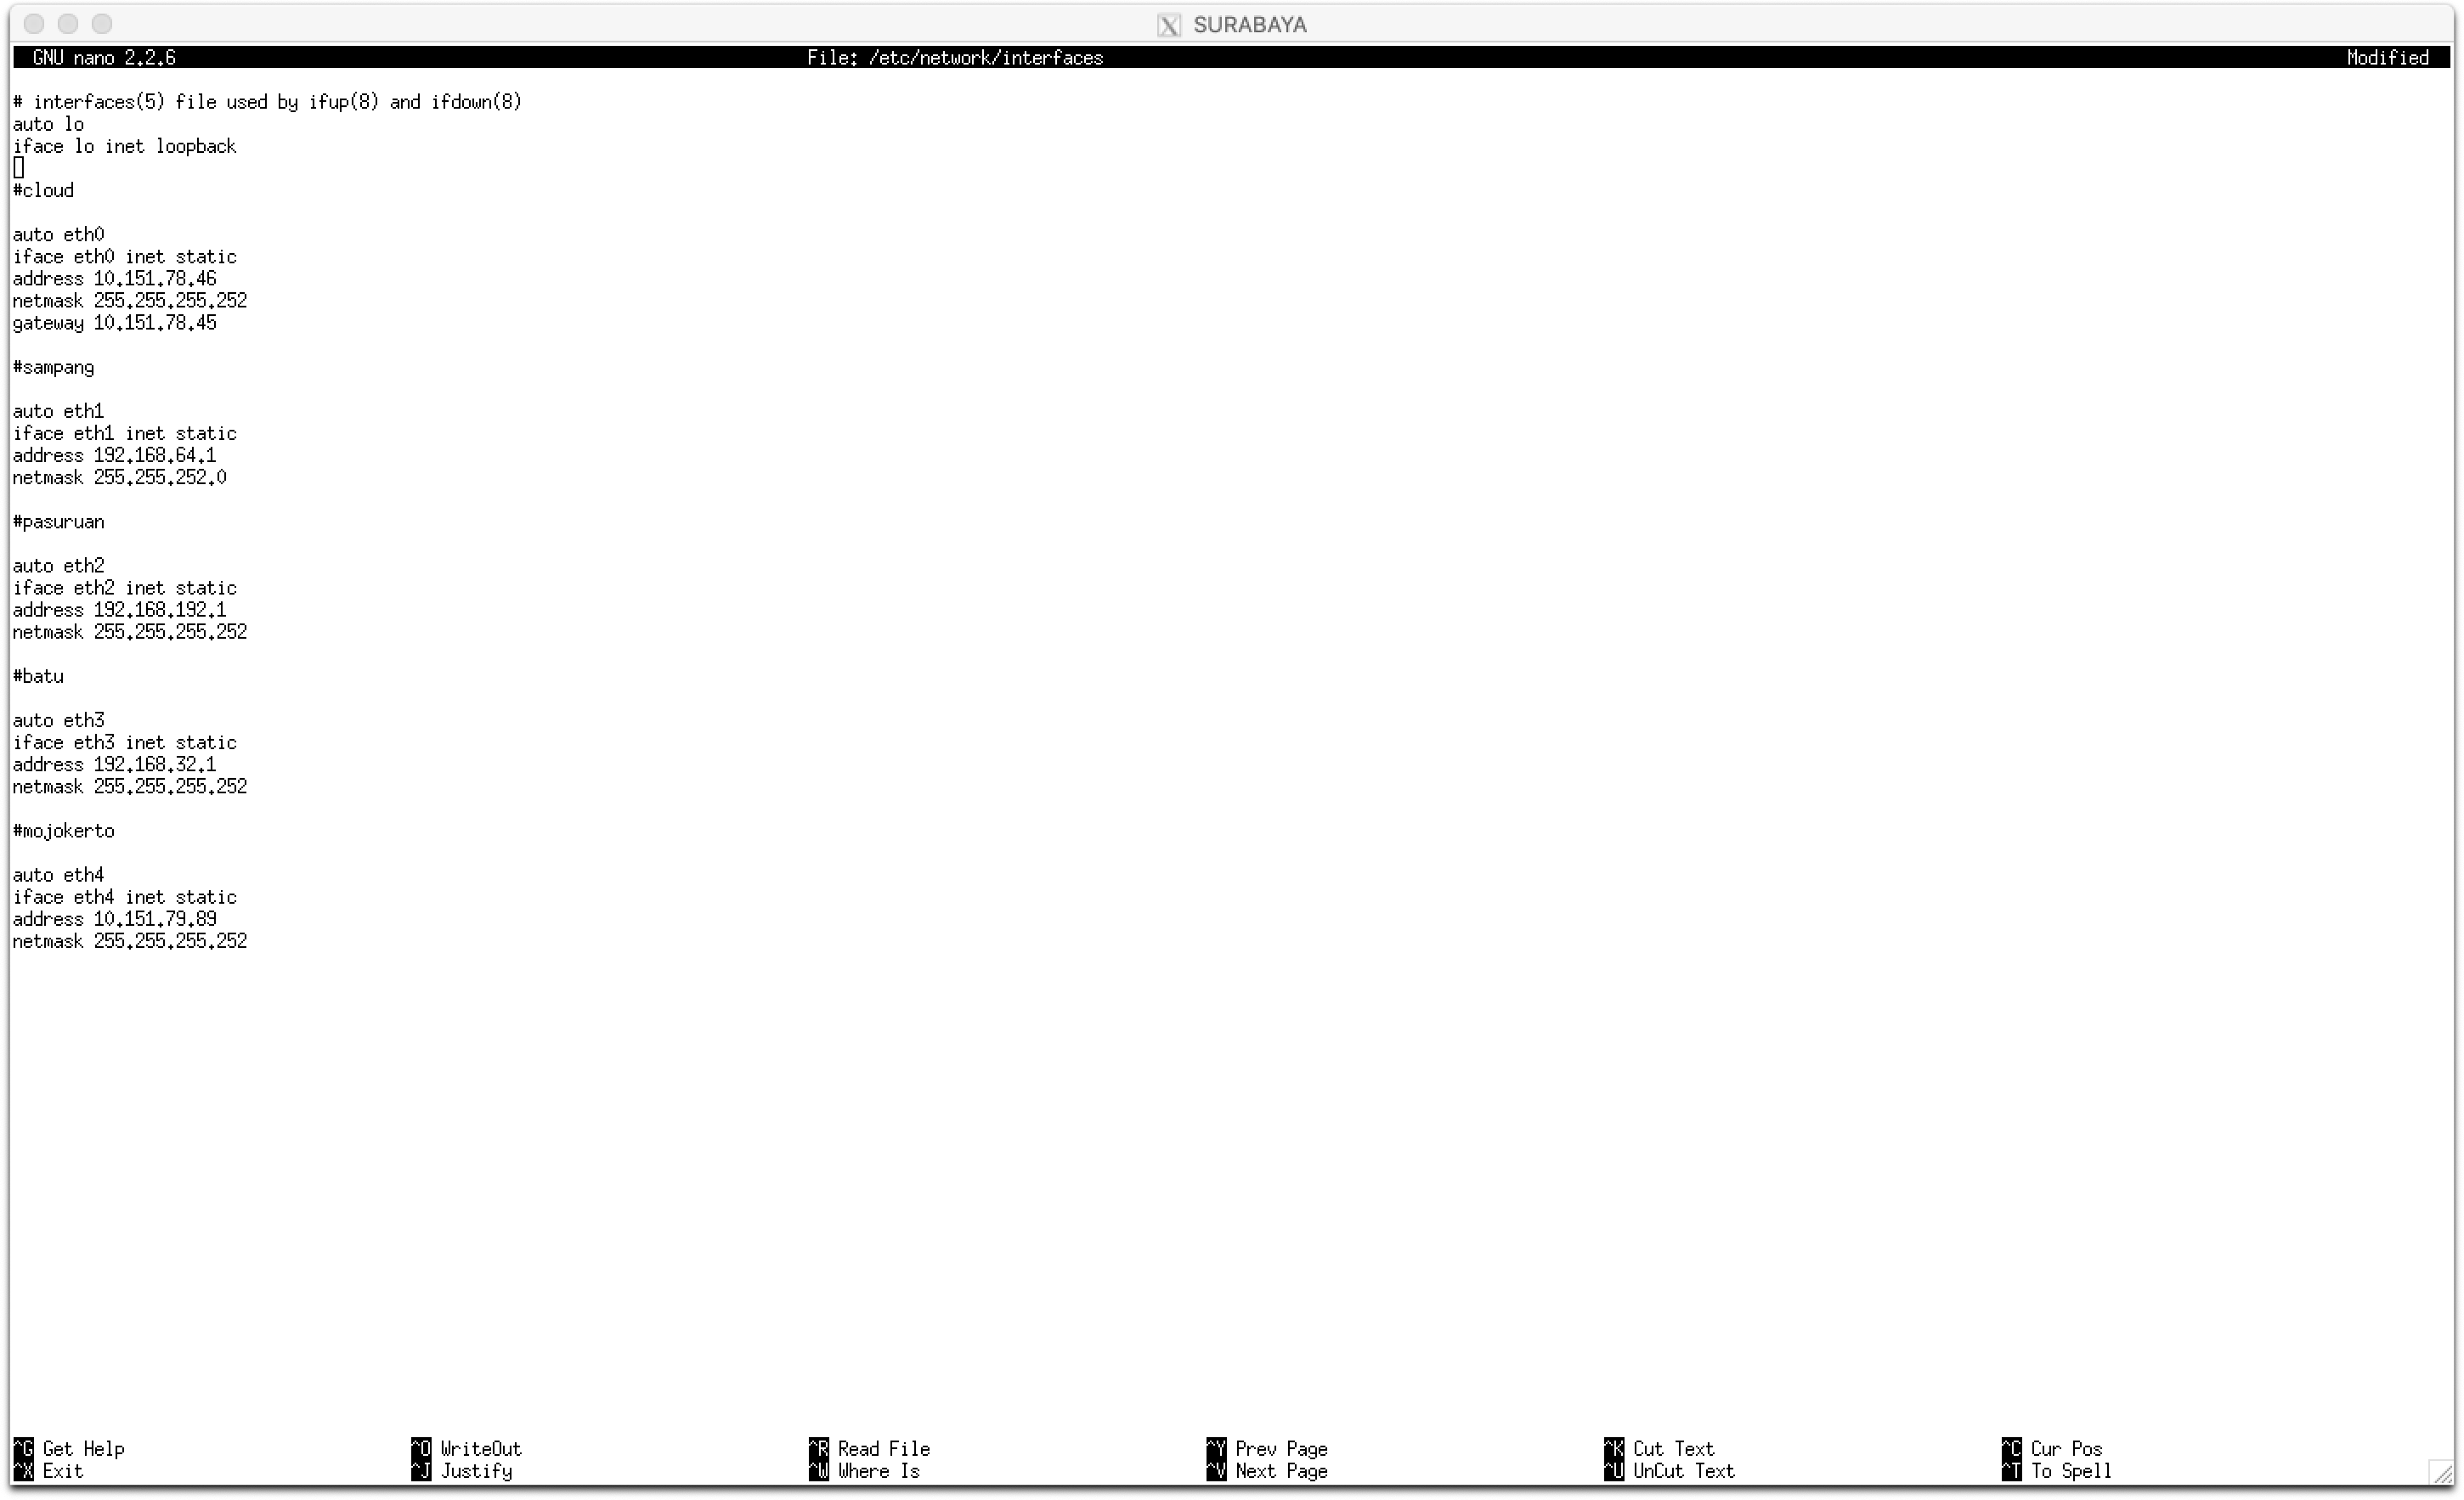 SURABAYA
GNU nano 2.2.6 File: /etc/network/interfaces Modified
# interfaces(5) file used by ifup(8) and ifdown(8)
auto lo
iface lo inet loopback
#cloud
auto eth0
iface eth0 inet static
address 10.151.78.46
netmask 255.255.255.252
gateway 10.151.78.45
#sampang
auto eth1
iface eth1 inet static
address 192.168.64.1
netmask 255.255.252.0
#pasuruan
auto eth2
iface eth2 inet static
address 192.168.192.1
netmask 255.255.255.252
#batu
auto eth3
iface eth3 inet static
address 192.168.32.1
netmask 255.255.255.252
#mojokerto
auto eth4
iface eth4 inet static
address 10.151.79.89
netmask 255.255.255.252
^G Get Help ^O WriteOut ^R Read File ^Y Prev Page ^K Cut Text ^C Cur Pos
^X Exit ^J Justify ^W Where Is ^V Next Page ^U UnCut Text ^T To Spell